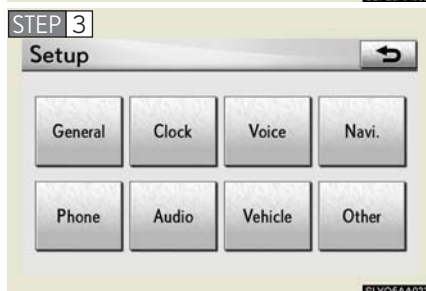 STEP 3
Setup
General Clock Voice Navi.
Phone Audio Vehicle Other